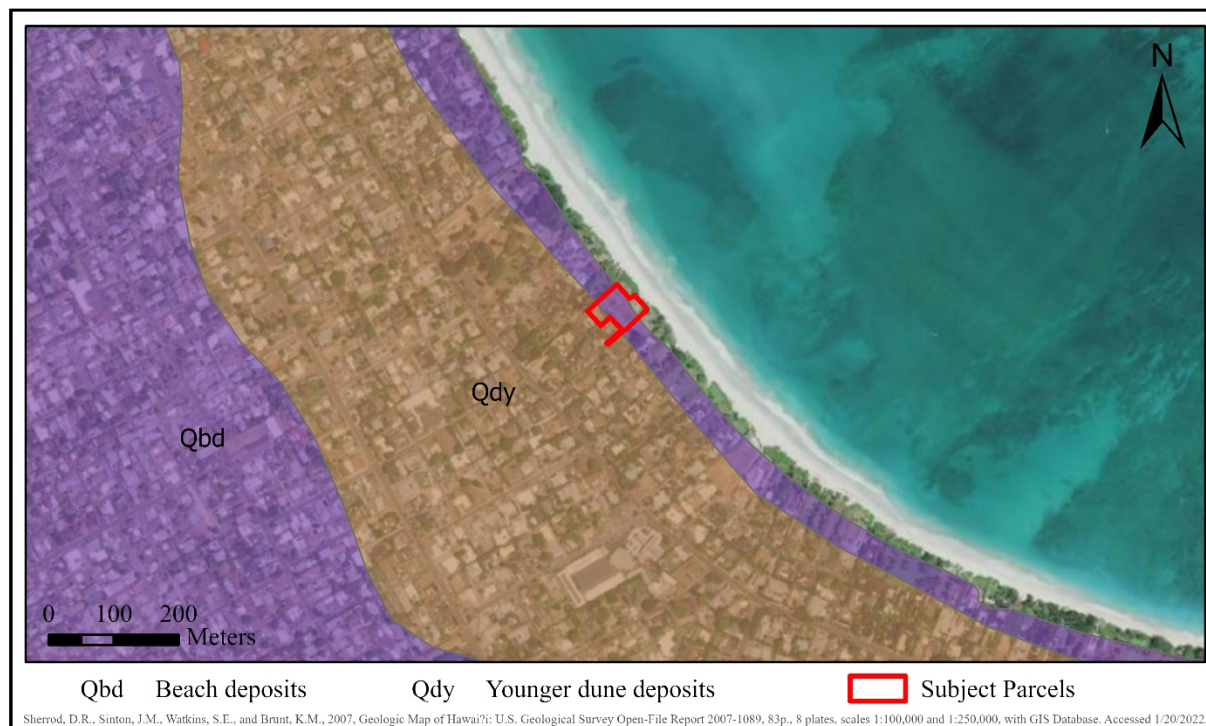 N
Qdy
Qbd
0 100 200
Meters
Qbd Beach deposits Qdy Younger dune deposits Subject Parcels
Sherrod, D.R., Sinton, J.M., Watkins, S.E., and Brunt, K.M., 2007, Geologic Map of Hawai?i: U.S. Geological Survey Open-File Report 2007-1089, 83p., 8 plates, scales 1:100,000 and 1:250,000, with GIS Database. Accessed 1/20/2022.